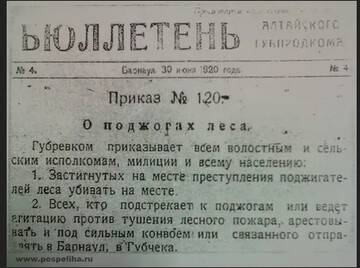 БЮЛЛЕТЕНЬ
АЛТАЙСКОГО
ГУБПРОДКОМА
№ 4. Барнаул 30 июня 1920 года № 4
Приказ № 120.
О поджогах леса.
Губревком приказывает всем волостным и сель-
ским исполкомам, милиции и всему населению:
1. Застигнутых на месте преступления поджигате-
лей леса убивать на месте.
2. Всех, кто подстрекает к поджогам или ведёт
агитацию против тушения лесного пожара, арестовы-
вать и под сильным конвоем или связанного отпра-
влять в Барнаул, в Губчека.
www.pospeliha.ru